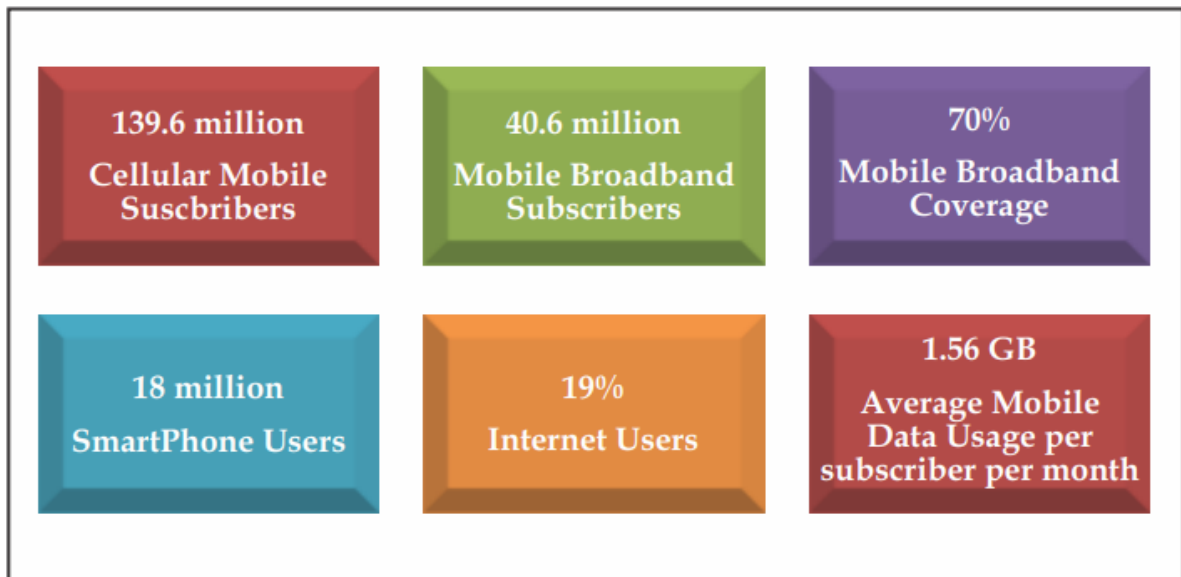 139.6 million
Cellular Mobile
Suscbribers
40.6 million
Mobile Broadband
Subscribers
70%
Mobile Broadband
Coverage
18 million
SmartPhone Users
19%
Internet Users
1.56 GB
Average Mobile
Data Usage per
subscriber per month